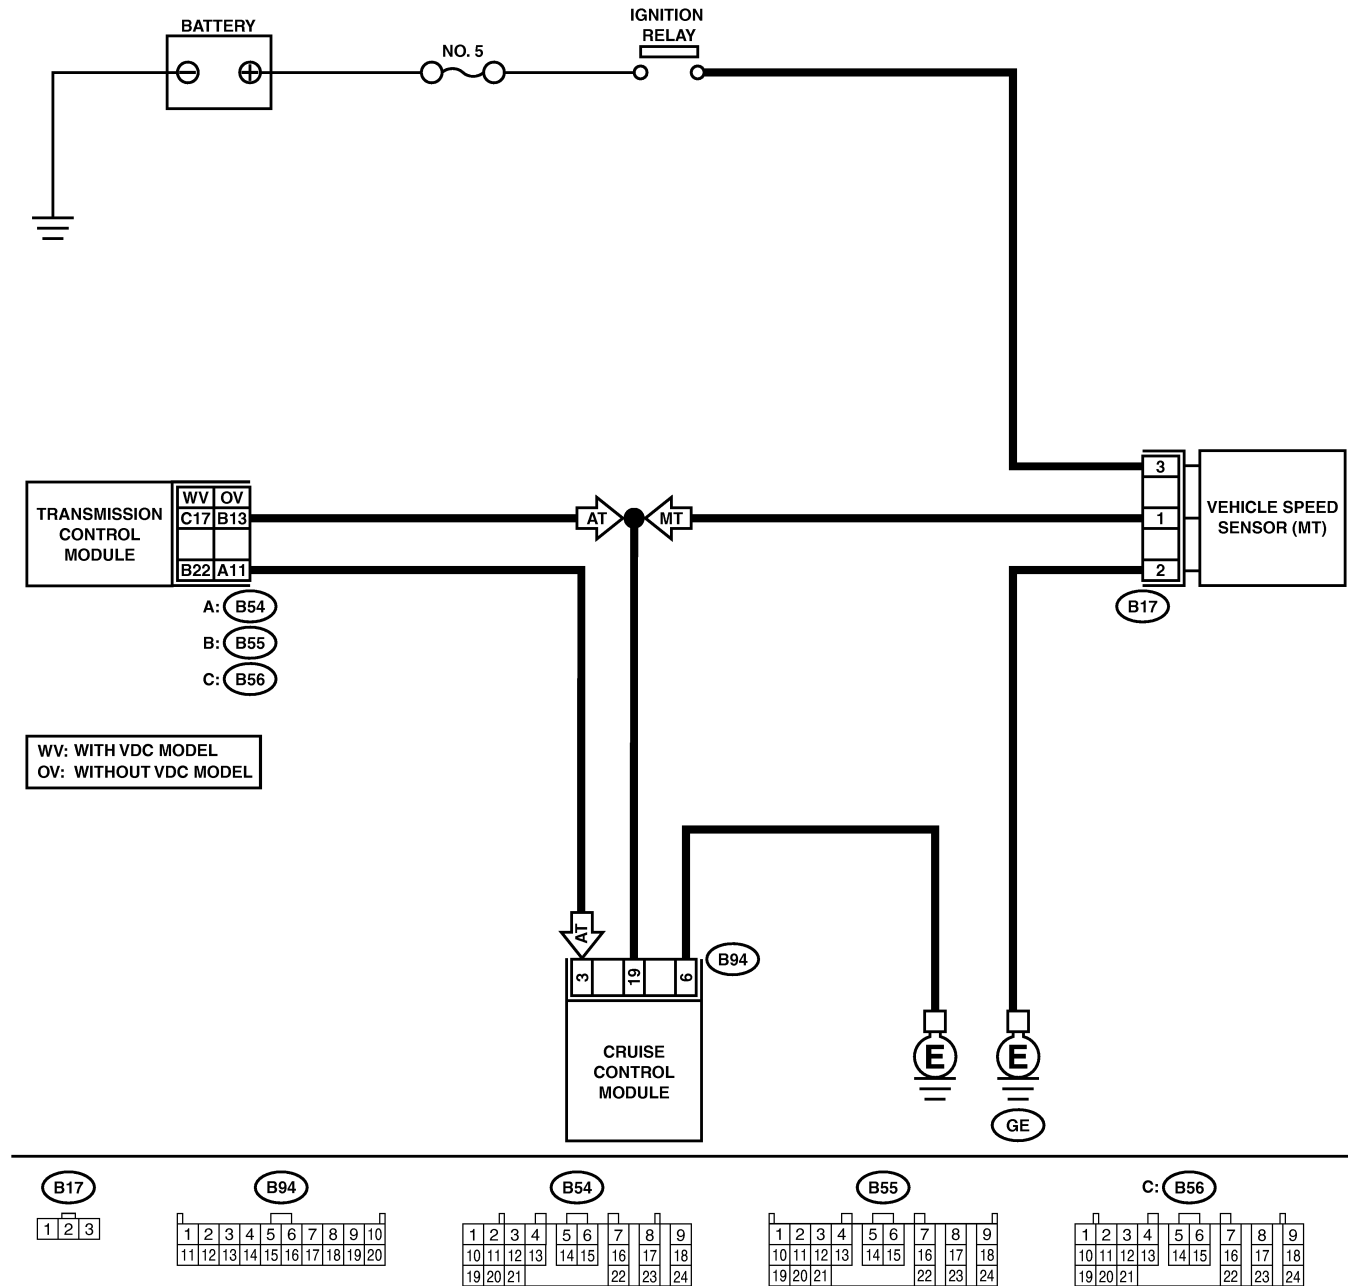 BATTERY
NO. 5
IGNITION
RELAY
TRANSMISSION
CONTROL
MODULE
WV OV
C17 B13
B22 A11
AT
MT
3
1
2
VEHICLE SPEED
SENSOR (MT)
B17
A: B54
B: B55
C: B56
WV: WITH VDC MODEL
OV: WITHOUT VDC MODEL
AT
3 19 6
B94
CRUISE
CONTROL
MODULE
E
E
GE
B17
1 2 3
B94
1 2 3 4 5 6 7 8 9 10
11 12 13 14 15 16 17 18 19 20
B54
1 2 3 4 5 6 7 8 9
10 11 12 13 14 15 16 17 18
19 20 21 22 23 24
B55
1 2 3 4 5 6 7 8 9
10 11 12 13 14 15 16 17 18
19 20 21 22 23 24
C: B56
1 2 3 4 5 6 7 8 9
10 11 12 13 14 15 16 17 18
19 20 21 22 23 24